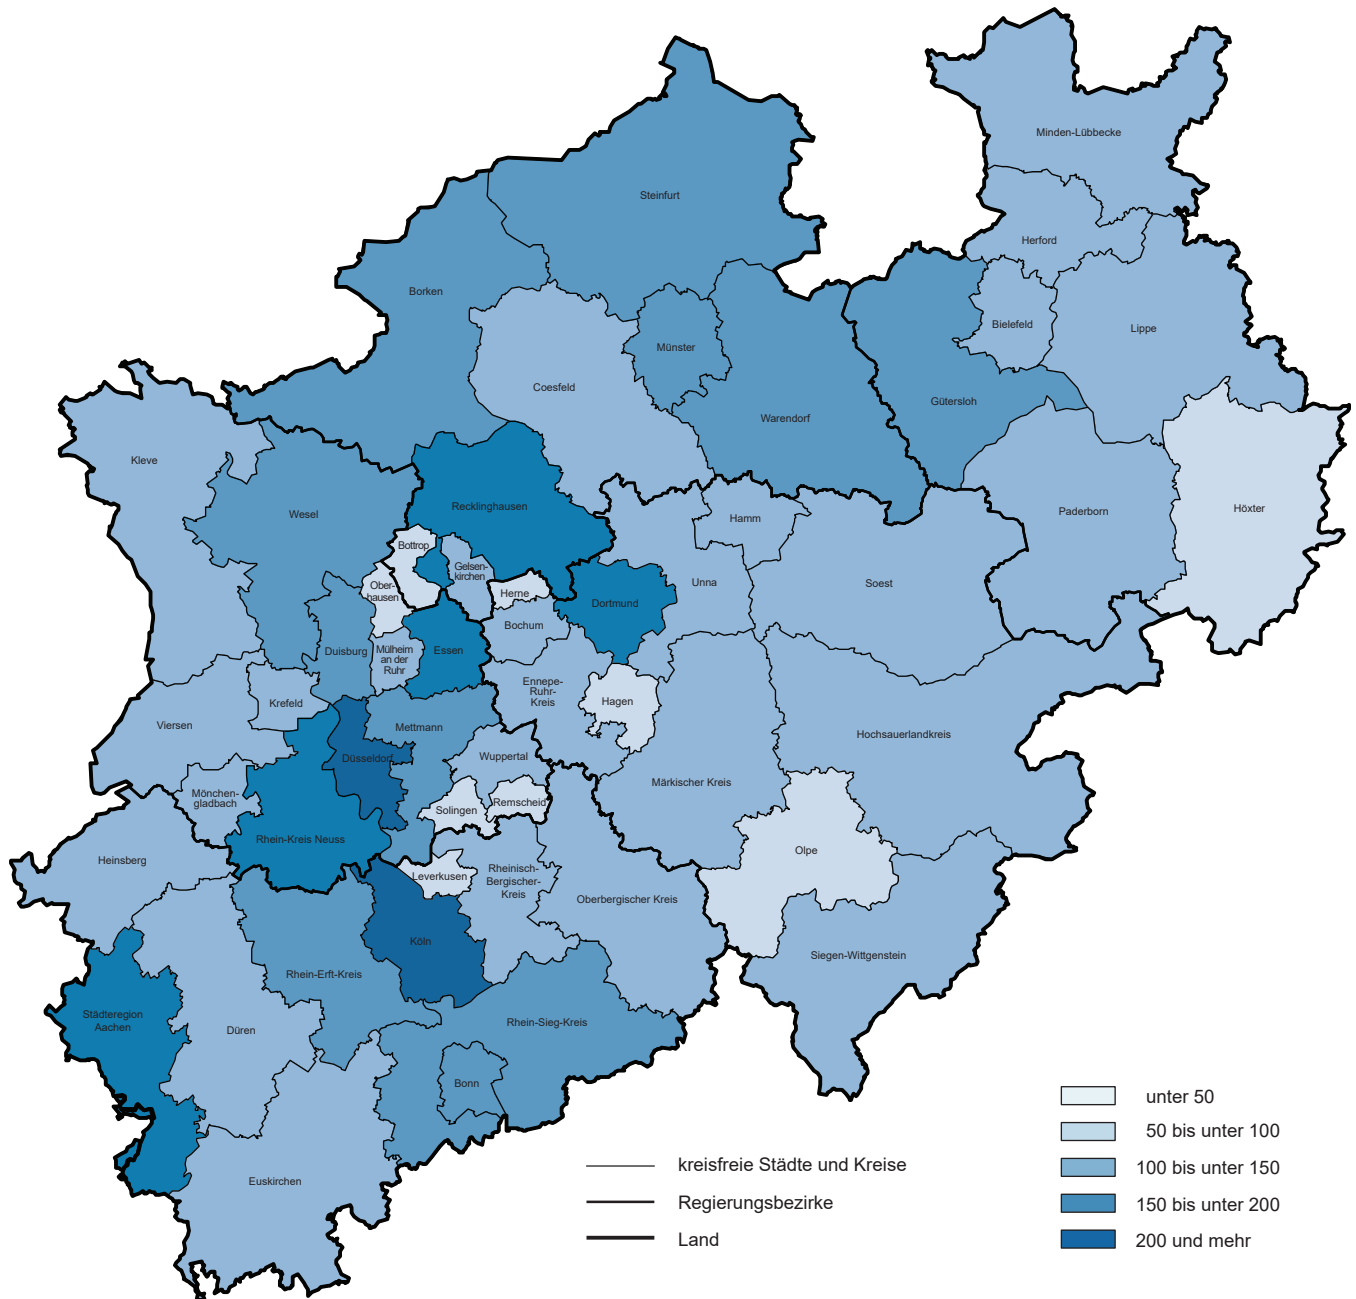 Minden-Lübbecke
Steinfurt
Herford
Borken
Bielefeld
Lippe
Münster
Coesfeld
Gütersloh
Warendorf
Kleve
Recklinghausen
Höxter
Wesel
Paderborn
Hamm
Bottrop
Gelsen-
kirchen
Unna
Soest
Ober-
hausen
Herne
Dortmund
Bochum
Duisburg
Mülheim
an der
Ruhr
Essen
Ennepe-
Ruhr-
Kreis
Hagen
Krefeld
Viersen
Mettmann
Hochsauerlandkreis
Düsseldorf
Wuppertal
Märkischer Kreis
Mönchen-
gladbach
Solingen
Remscheid
Rhein-Kreis Neuss
Olpe
Heinsberg
Leverkusen
Rheinisch-
Bergischer-
Kreis
Oberbergischer Kreis
Köln
Siegen-Wittgenstein
Rhein-Erft-Kreis
Städteregion
Aachen
Rhein-Sieg-Kreis
Düren
Bonn
Euskirchen
kreisfreie Städte und Kreise
Regierungsbezirke
Land
unter 50
50 bis unter 100
100 bis unter 150
150 bis unter 200
200 und mehr